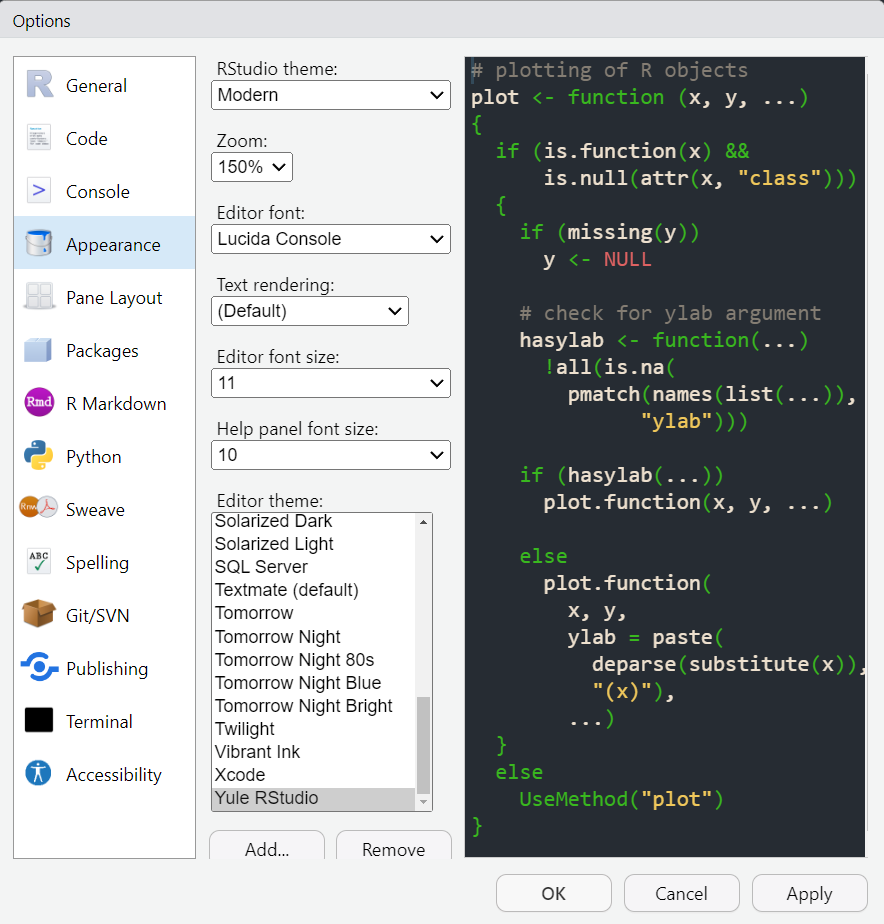 Options
General
Code
Console
Appearance
Pane Layout
Packages
Rmd R Markdown
Python
Rnw Sweave
ABC Spelling
Git/SVN
Publishing
Terminal
Accessibility
RStudio theme:
Modern
Zoom:
150%
Editor font:
Lucida Console
Text rendering:
(Default)
Editor font size:
11
Help panel font size:
10
Editor theme:
Solarized Dark
Solarized Light
SQL Server
Textmate (default)
Tomorrow
Tomorrow Night
Tomorrow Night 80s
Tomorrow Night Blue
Tomorrow Night Bright
Twilight
Vibrant Ink
Xcode
Yule RStudio
Add...
Remove
# plotting of R objects
plot <- function (x, y, ...)
{
  if (is.function(x) &&
      is.null(attr(x, "class")))
  {
    if (missing(y))
      y <- NULL

    # check for ylab argument
    hasylab <- function(...)
      !all(is.na(
        pmatch(names(list(...)),
              "ylab")))

    if (hasylab(...))
      plot.function(x, y, ...)

    else
      plot.function(
        x, y,
        ylab = paste(
          deparse(substitute(x)),
          "(x)"),
        ...)
  }
  else
    UseMethod("plot")
}
OK
Cancel
Apply